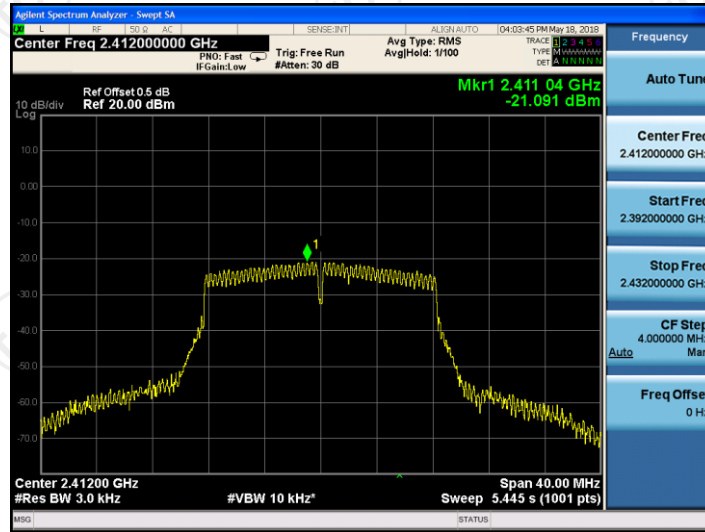 Agilent Spectrum Analyzer - Swept SA
L RF 50 Ω AC SENSE:INT ALIGN AUTO 04:03:45 PM May 18, 2018
Center Freq 2.412000000 GHz
PNO: Fast
IFGain:Low
Trig: Free Run
#Atten: 30 dB
Avg Type: RMS
Avg|Hold: 1/100
TRACE 1 2 3 4 5 6
TYPE M
DET A N N N N N
Ref Offset 0.5 dB
10 dB/div Ref 20.00 dBm
Log
Mkr1 2.411 04 GHz
-21.091 dBm
10.0
0.00
-10.0
-20.0
-30.0
-40.0
-50.0
-60.0
-70.0
1
Center 2.41200 GHz
Span 40.00 MHz
#Res BW 3.0 kHz #VBW 10 kHz* Sweep 5.445 s (1001 pts)
MSG STATUS
Frequency
Auto Tune
Center Freq
2.412000000 GHz
Start Freq
2.392000000 GHz
Stop Freq
2.432000000 GHz
CF Step
4.000000 MHz
Auto Man
Freq Offset
0 Hz